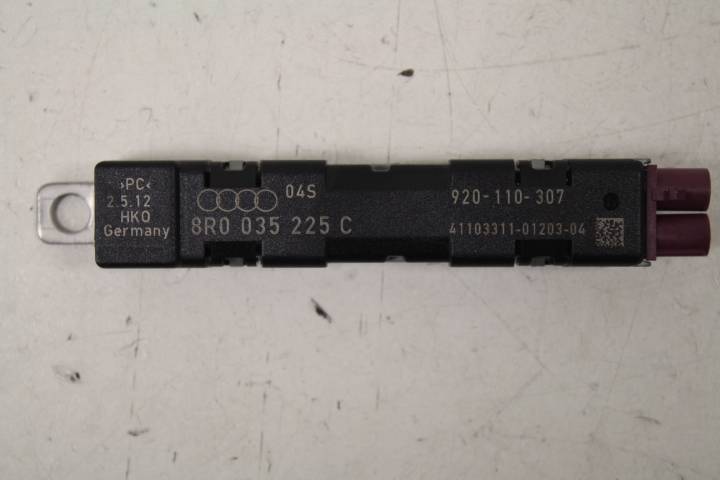 >PC<
2.5.12
HKO
Germany
04S
8R0 035 225 C
920-110-307
41103311-01203-04